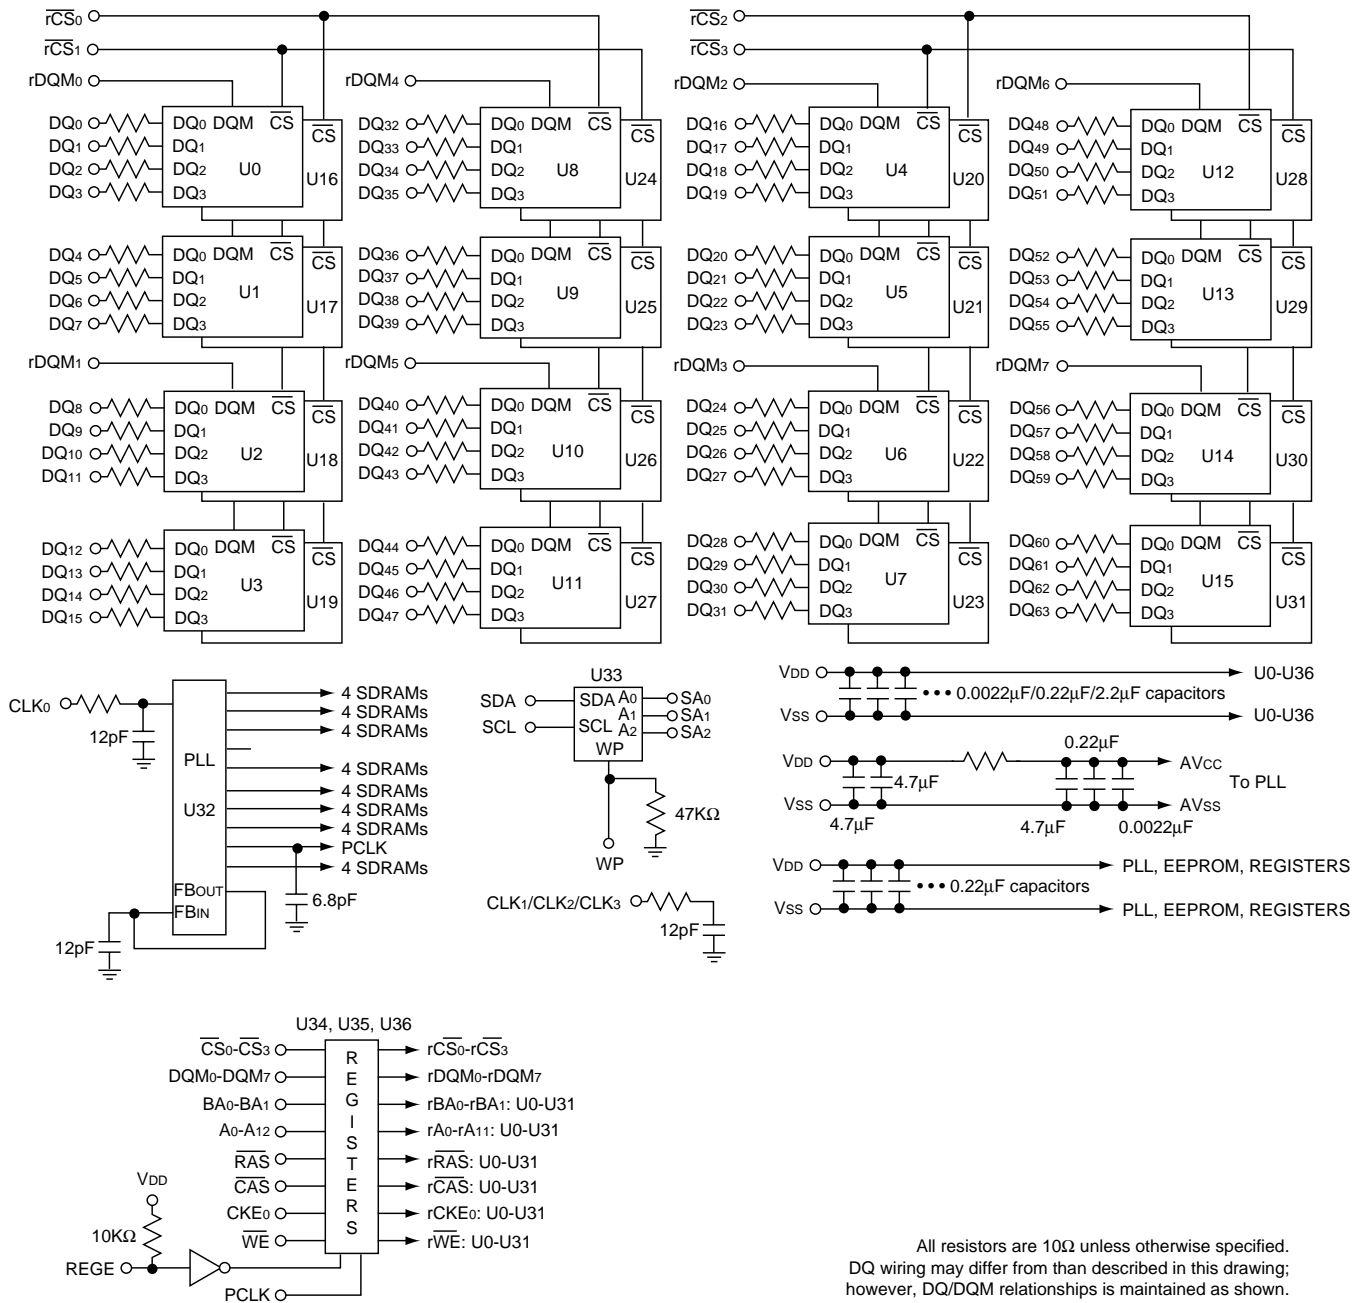 rCS0
rCS1
rDQM0
DQ0
DQ1
DQ2
DQ3
DQ0 DQM CS
DQ1
DQ2
DQ3
U0
CS
U16
DQ4
DQ5
DQ6
DQ7
DQ0 DQM CS
DQ1
DQ2
DQ3
U1
CS
U17
rDQM1
DQ8
DQ9
DQ10
DQ11
DQ0 DQM CS
DQ1
DQ2
DQ3
U2
CS
U18
DQ12
DQ13
DQ14
DQ15
DQ0 DQM CS
DQ1
DQ2
DQ3
U3
CS
U19
rDQM4
DQ32
DQ33
DQ34
DQ35
DQ0 DQM CS
DQ1
DQ2
DQ3
U8
CS
U24
DQ36
DQ37
DQ38
DQ39
DQ0 DQM CS
DQ1
DQ2
DQ3
U9
CS
U25
rDQM5
DQ40
DQ41
DQ42
DQ43
DQ0 DQM CS
DQ1
DQ2
DQ3
U10
CS
U26
DQ44
DQ45
DQ46
DQ47
DQ0 DQM CS
DQ1
DQ2
DQ3
U11
CS
U27
rCS2
rCS3
rDQM2
DQ16
DQ17
DQ18
DQ19
DQ0 DQM CS
DQ1
DQ2
DQ3
U4
CS
U20
DQ20
DQ21
DQ22
DQ23
DQ0 DQM CS
DQ1
DQ2
DQ3
U5
CS
U21
rDQM3
DQ24
DQ25
DQ26
DQ27
DQ0 DQM CS
DQ1
DQ2
DQ3
U6
CS
U22
DQ28
DQ29
DQ30
DQ31
DQ0 DQM CS
DQ1
DQ2
DQ3
U7
CS
U23
rDQM6
DQ48
DQ49
DQ50
DQ51
DQ0 DQM CS
DQ1
DQ2
DQ3
U12
CS
U28
DQ52
DQ53
DQ54
DQ55
DQ0 DQM CS
DQ1
DQ2
DQ3
U13
CS
U29
rDQM7
DQ56
DQ57
DQ58
DQ59
DQ0 DQM CS
DQ1
DQ2
DQ3
U14
CS
U30
DQ60
DQ61
DQ62
DQ63
DQ0 DQM CS
DQ1
DQ2
DQ3
U15
CS
U31
CLK0
12pF
PLL
U32
FBOUT
FBIN
12pF
4 SDRAMs
4 SDRAMs
4 SDRAMs
4 SDRAMs
4 SDRAMs
4 SDRAMs
4 SDRAMs
PCLK
4 SDRAMs
6.8pF
U33
SDA
SCL
SDA A0
A1
SCL A2
WP
SA0
SA1
SA2
47KΩ
WP
CLK1/CLK2/CLK3
12pF
VDD
VSS
••• 0.0022µF/0.22µF/2.2µF capacitors
U0-U36
U0-U36
VDD
VSS
4.7µF
4.7µF
0.22µF
4.7µF
0.0022µF
AVCC
AVSS
To PLL
VDD
VSS
••• 0.22µF capacitors
PLL, EEPROM, REGISTERS
PLL, EEPROM, REGISTERS
U34, U35, U36
REGISTERS
CS0-CS3
DQM0-DQM7
BA0-BA1
A0-A12
RAS
CAS
CKE0
WE
rCS0-rCS3
rDQM0-rDQM7
rBA0-rBA1: U0-U31
rA0-rA11: U0-U31
rRAS: U0-U31
rCAS: U0-U31
rCKE0: U0-U31
rWE: U0-U31
VDD
10KΩ
REGE
PCLK
All resistors are 10Ω unless otherwise specified.
DQ wiring may differ from than described in this drawing;
however, DQ/DQM relationships is maintained as shown.